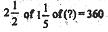 2 1/2 of 1 1/5 of (?) = 360